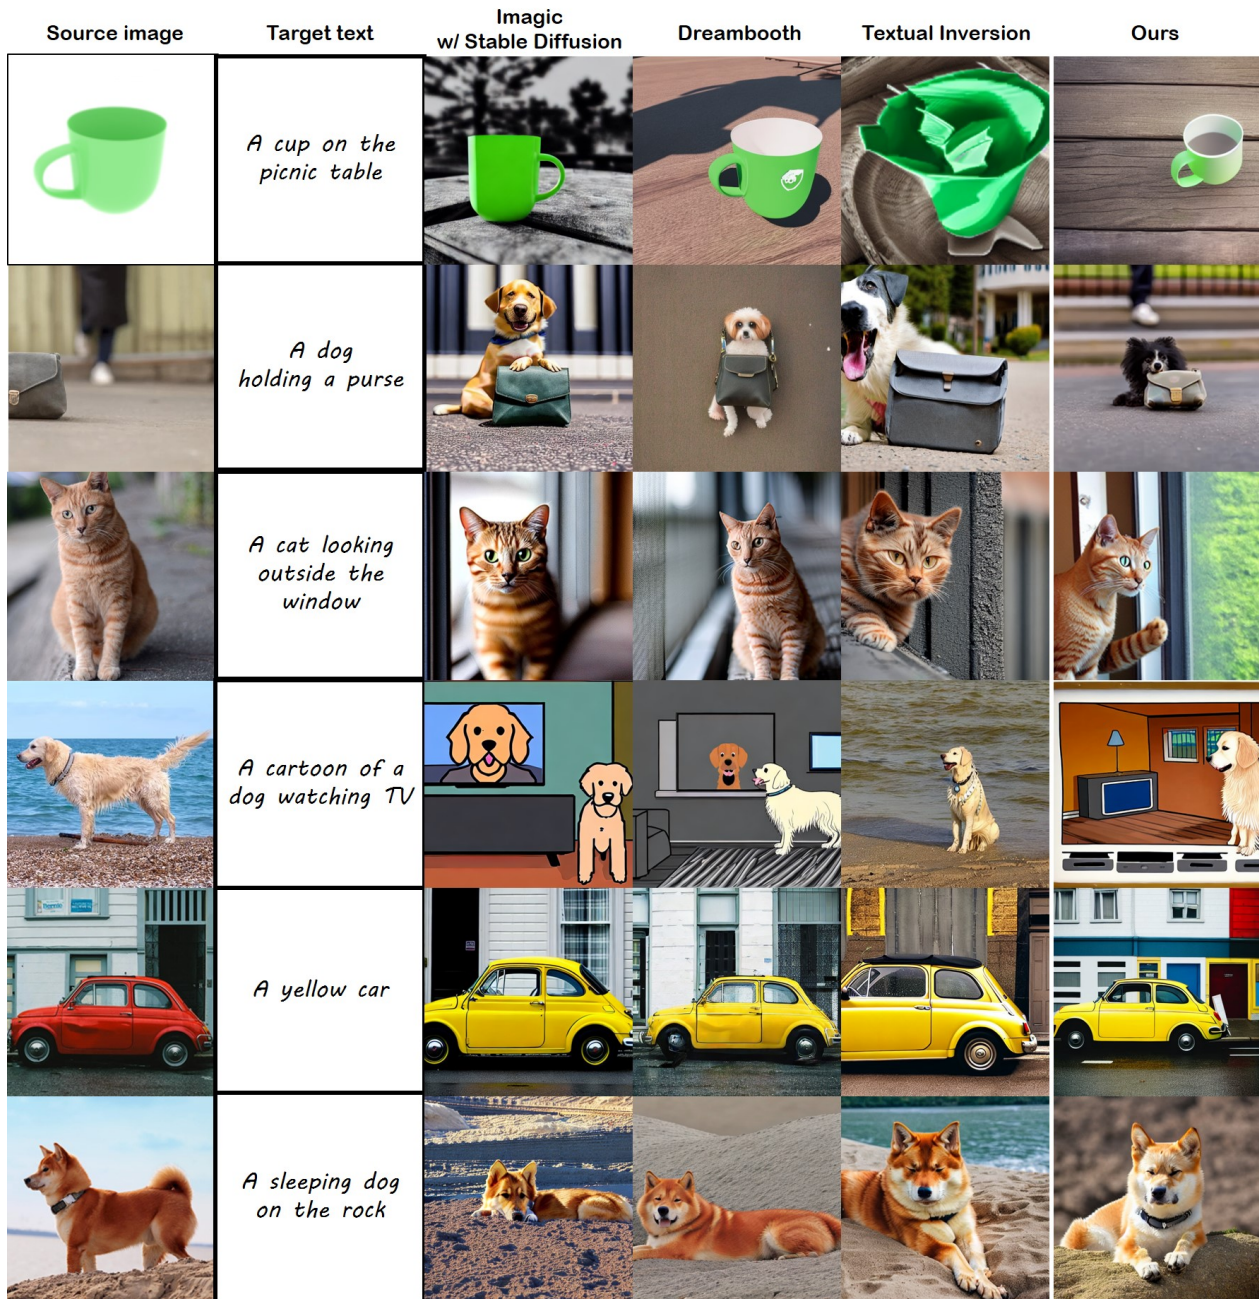 Source image
Target text
Imagic
w/ Stable Diffusion
Dreambooth
Textual Inversion
Ours
A cup on the
picnic table
A dog
holding a purse
A cat looking
outside the
window
A cartoon of a
dog watching TV
A yellow car
A sleeping dog
on the rock